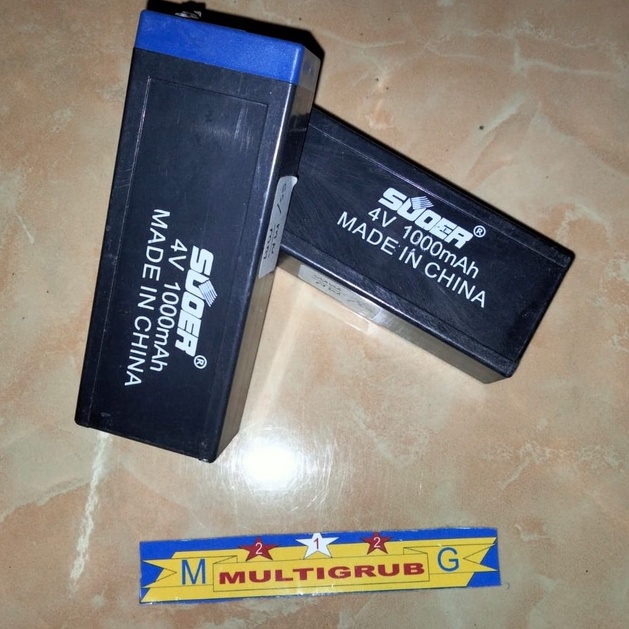 SUOER®
4V 1000mAh
MADE IN CHINA
SUOER®
4V 1000mAh
MADE IN CHINA
2 1 2
M MULTIGRUB G